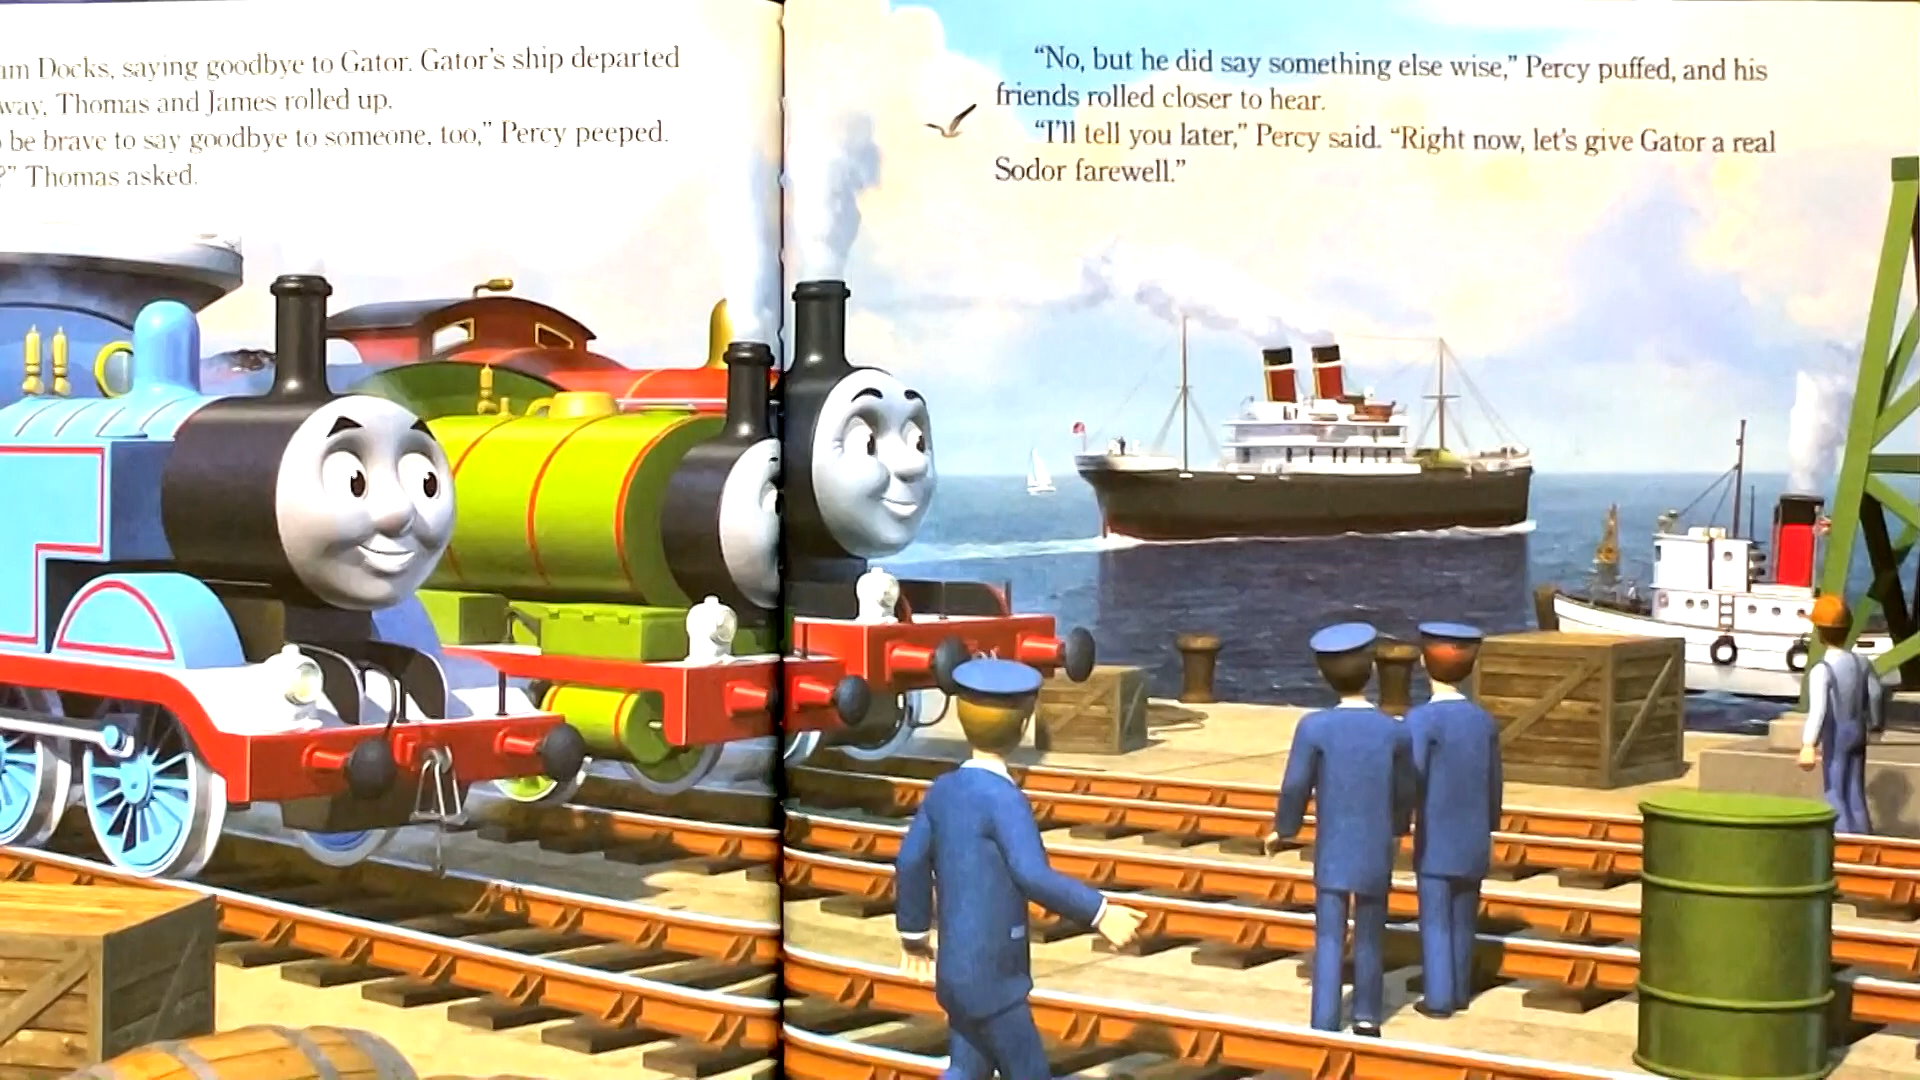 Docks, saying goodbye to Gator. Gator's ship departed
Thomas and James rolled up.
be brave to say goodbye to someone, too,” Percy peeped.
?” Thomas asked.
“No, but he did say something else wise,” Percy puffed, and his
friends rolled closer to hear.
“I'll tell you later,” Percy said. “Right now, let's give Gator a real
Sodor farewell.”